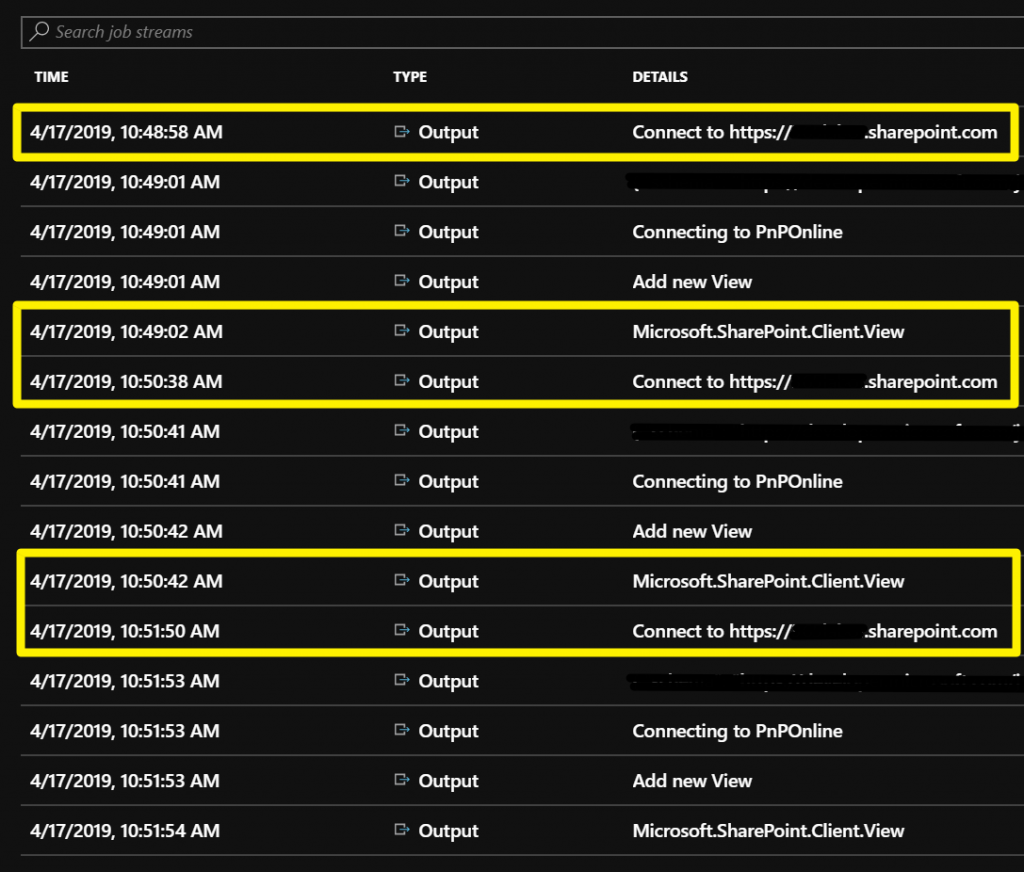 Search job streams
TIME TYPE DETAILS
4/17/2019, 10:48:58 AM Output Connect to https:// .sharepoint.com
4/17/2019, 10:49:01 AM Output
4/17/2019, 10:49:01 AM Output Connecting to PnPOnline
4/17/2019, 10:49:01 AM Output Add new View
4/17/2019, 10:49:02 AM Output Microsoft.SharePoint.Client.View
4/17/2019, 10:50:38 AM Output Connect to https:// .sharepoint.com
4/17/2019, 10:50:41 AM Output
4/17/2019, 10:50:41 AM Output Connecting to PnPOnline
4/17/2019, 10:50:42 AM Output Add new View
4/17/2019, 10:50:42 AM Output Microsoft.SharePoint.Client.View
4/17/2019, 10:51:50 AM Output Connect to https:// .sharepoint.com
4/17/2019, 10:51:53 AM Output
4/17/2019, 10:51:53 AM Output Connecting to PnPOnline
4/17/2019, 10:51:53 AM Output Add new View
4/17/2019, 10:51:54 AM Output Microsoft.SharePoint.Client.View